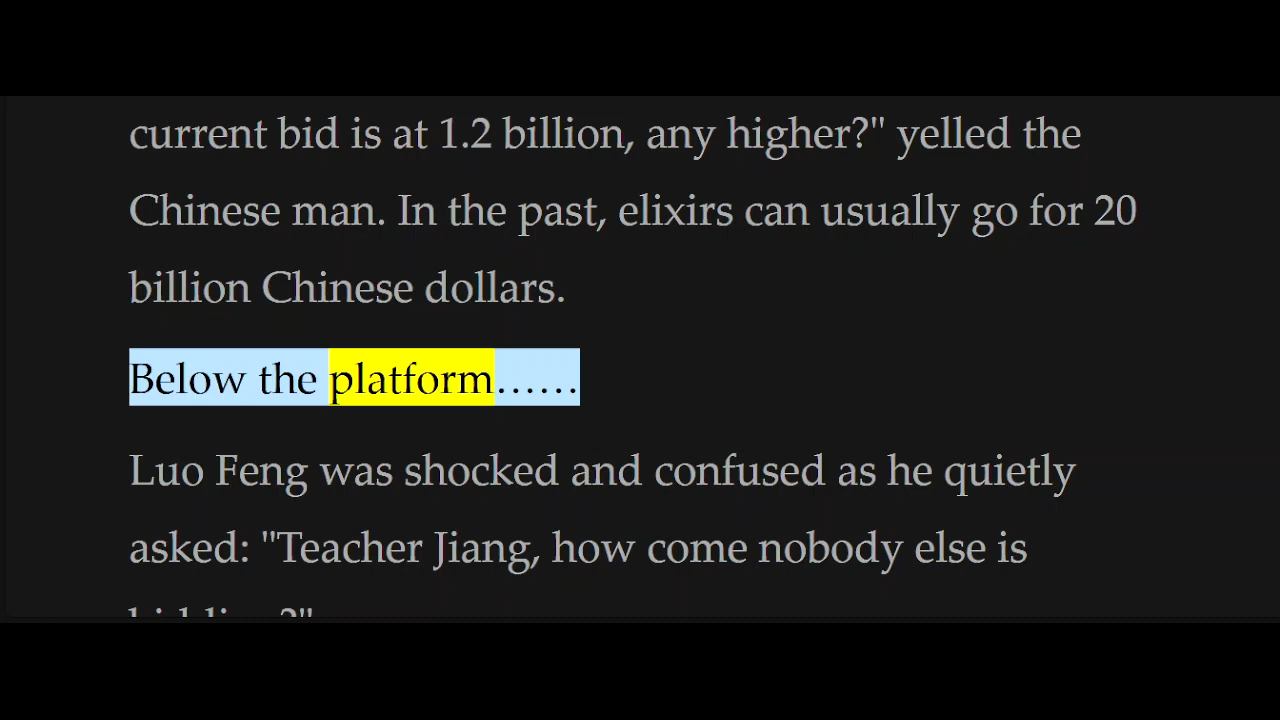 current bid is at 1.2 billion, any higher?" yelled the
Chinese man. In the past, elixirs can usually go for 20
billion Chinese dollars.
Below the platform……
Luo Feng was shocked and confused as he quietly
asked: "Teacher Jiang, how come nobody else is
bidding?"